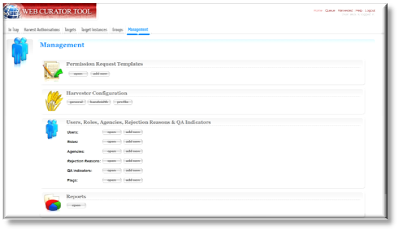 WEB CURATOR TOOL
Home Queue Harvested Help Logout
In Tray Harvest Authorisations Targets Target Instances Groups Management
Management
Permission Request Templates
open add new
Harvester Configuration
general bandwidth profiles
Users, Roles, Agencies, Rejection Reasons & QA Indicators
Users: open add new
Roles: open add new
Agencies: open add new
Rejection Reasons: open add new
QA Indicators: open add new
Flags: open add new
Reports
open